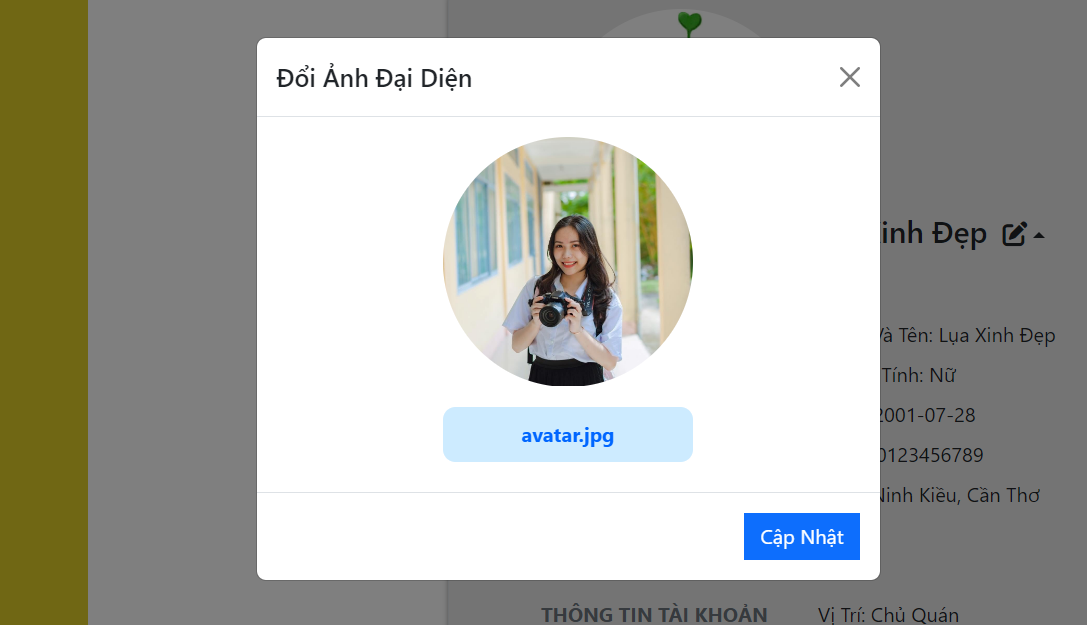 Đổi Ảnh Đại Diện
inh Đẹp
Và Tên: Lụa Xinh Đẹp
Tính: Nữ
2001-07-28
0123456789
Ninh Kiều, Cần Thơ
avatar.jpg
Cập Nhật
THÔNG TIN TÀI KHOẢN
Vị Trí: Chủ Quán